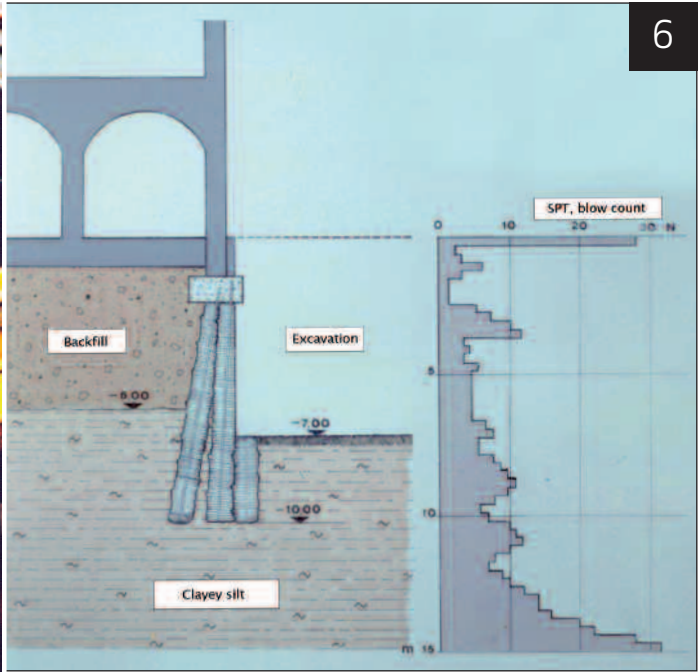 6
SPT, blow count
0 10 20 30 N
Backfill
Excavation
5
-6.00
-7.00
-10.00
10
Clayey silt
m 15